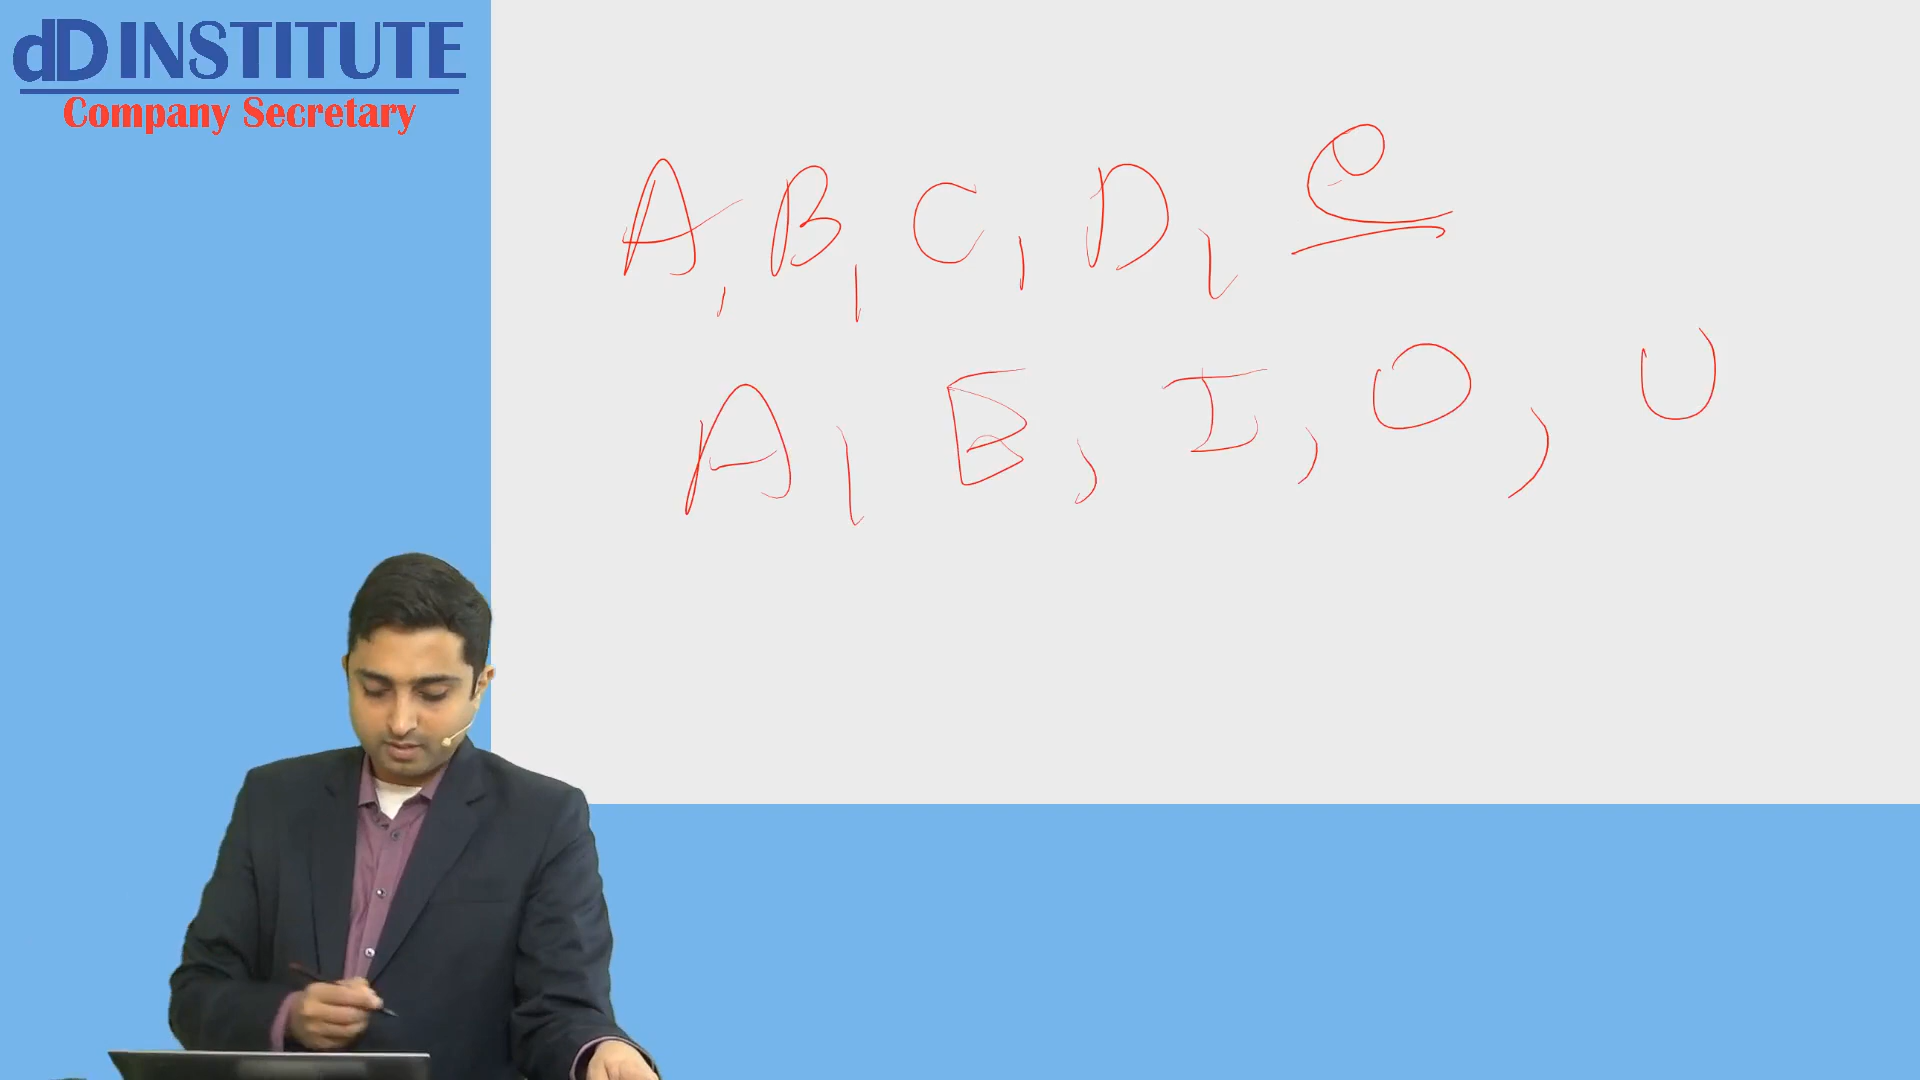 dD INSTITUTE
Company Secretary
A, B, C, D, e
A, E, I, O, U